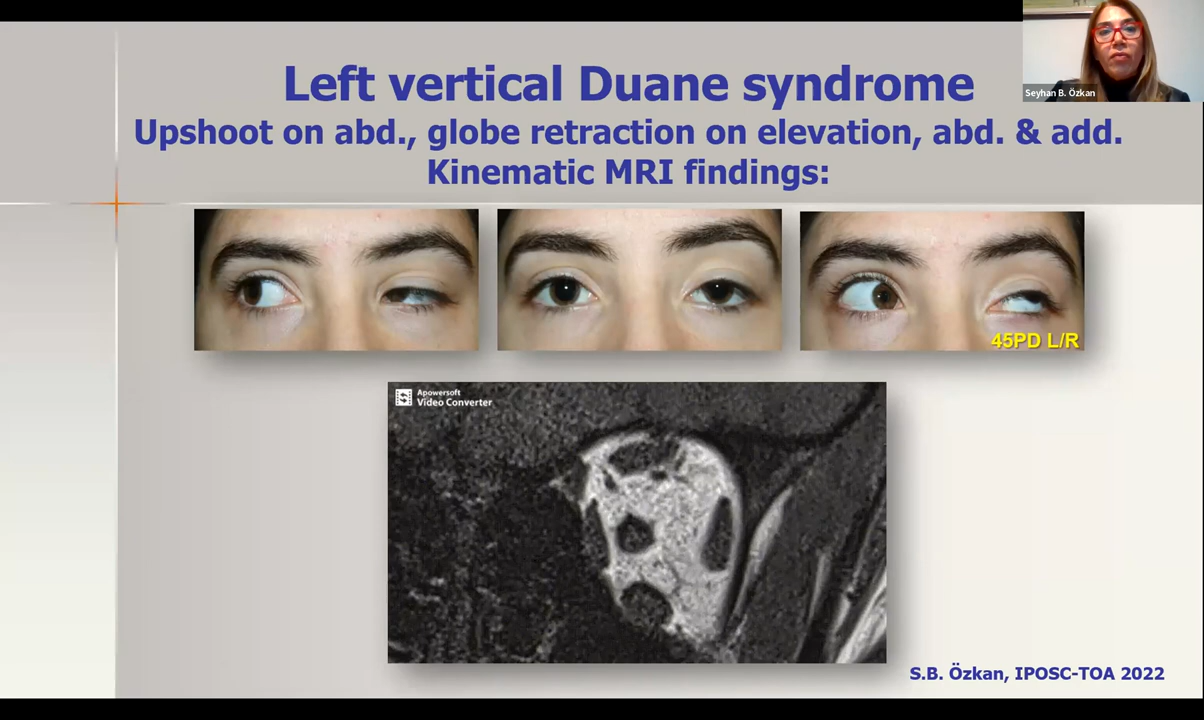 Left vertical Duane syndrome
Upshoot on abd., globe retraction on elevation, abd. & add.
Kinematic MRI findings:
Seyhan B. Özkan
45PD L/R
Apowersoft
Video Converter
S.B. Özkan, IPOSC-TOA 2022